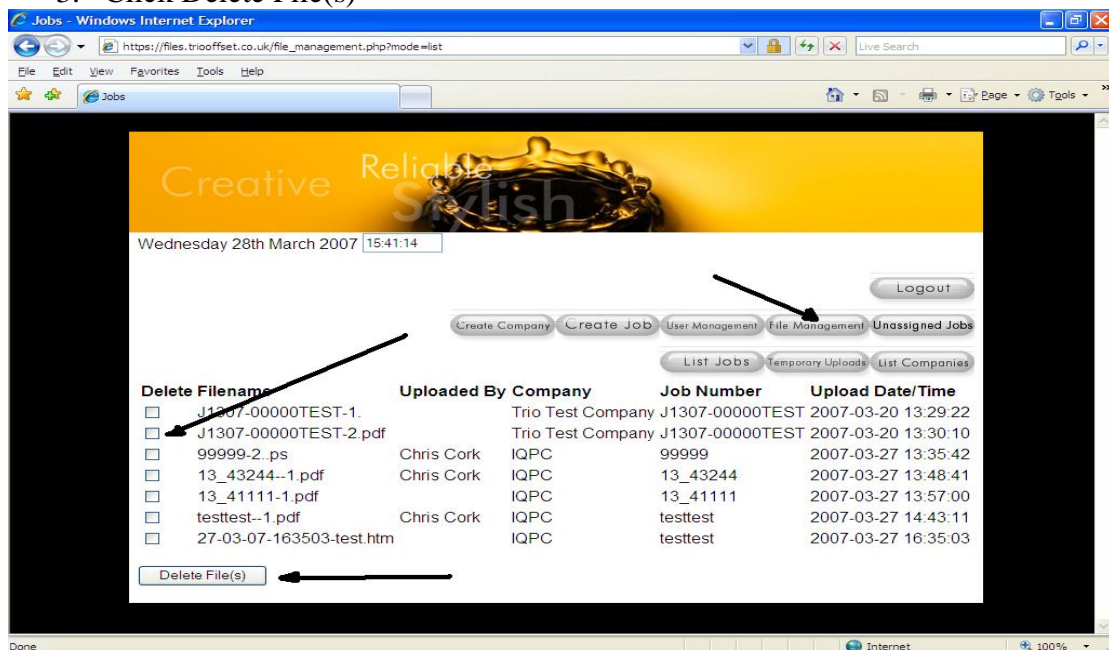 Click Delete File(s)
Jobs - Windows Internet Explorer
https://files.triooffset.co.uk/file_management.php?mode=list
Live Search
File Edit View Favorites Tools Help
Jobs
Page Tools
Creative Reliable Stylish
Wednesday 28th March 2007 15:41:14
Logout
Create Company Create Job User Management File Management Unassigned Jobs
List Jobs Temporary Uploads List Companies
Delete Filename Uploaded By Company Job Number Upload Date/Time
J1307-00000TEST-1. Trio Test Company J1307-00000TEST 2007-03-20 13:29:22
J1307-00000TEST-2.pdf Trio Test Company J1307-00000TEST 2007-03-20 13:30:10
99999-2..ps Chris Cork IQPC 99999 2007-03-27 13:35:42
13_43244--1.pdf Chris Cork IQPC 13_43244 2007-03-27 13:48:41
13_41111-1.pdf IQPC 13_41111 2007-03-27 13:57:00
testtest--1.pdf Chris Cork IQPC testtest 2007-03-27 14:43:11
27-03-07-163503-test.htm IQPC testtest 2007-03-27 16:35:03
Delete File(s)
Done Internet 100%